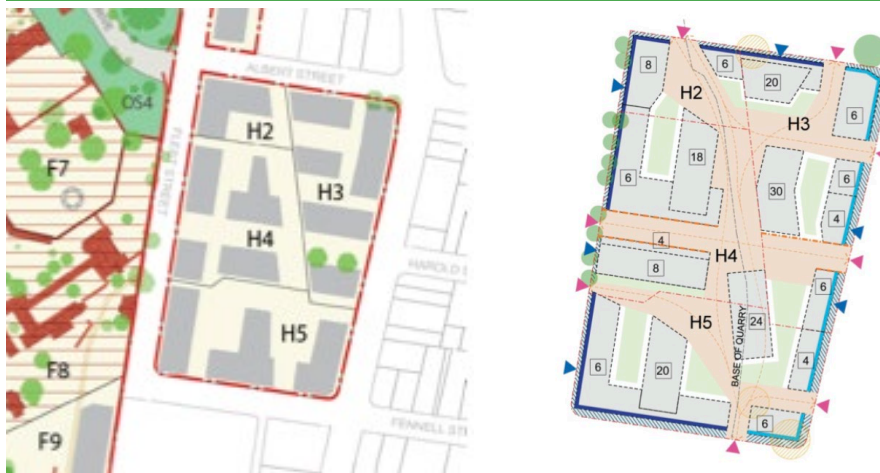 ALBERT STREET
OS4
H2
F7
FLEET STREET
H3
H4
HAROLD S
H5
F8
FENNELL ST
F9
8
6
20
H2
H3
6
18
6
30
6
4
4
H4
8
6
24
H5
BASE OF QUARRY
4
6
20
6